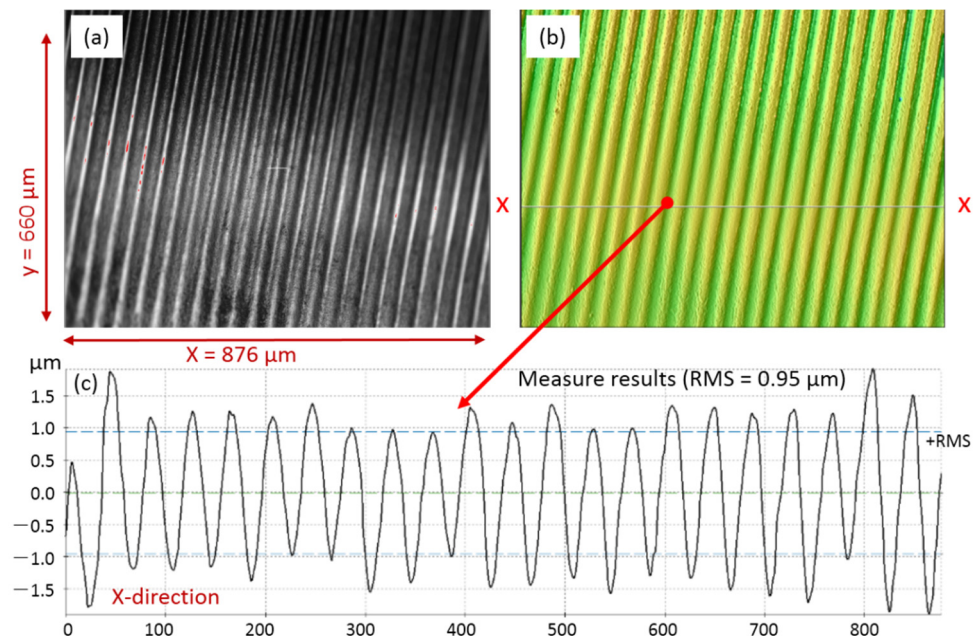 (a)
(b)
y = 660 µm
X
X
X = 876 µm
µm
(c)
Measure results (RMS = 0.95 µm)
1.5
1.0
+RMS
0.5
0.0
−0.5
−1.0
−1.5
X-direction
0 100 200 300 400 500 600 700 800